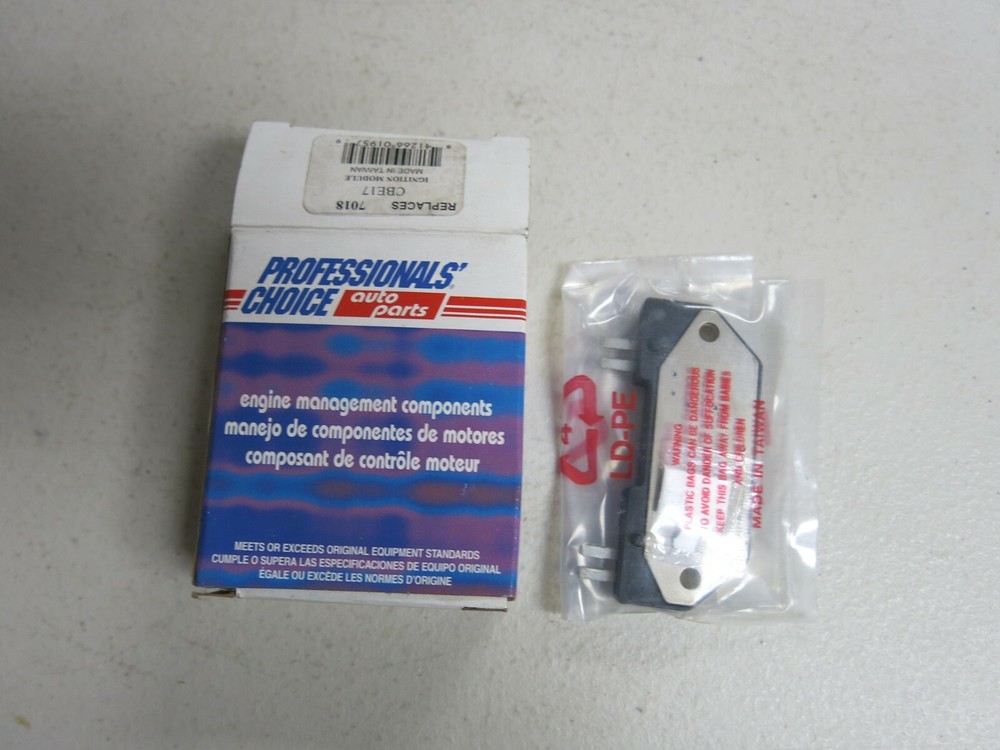 REPLACES 7018
CBE17
IGNITION MODULE
MADE IN TAIWAN
41266 01957
PROFESSIONALS'
CHOICE auto parts
engine management components
manejo de componentes de motores
composant de contrôle moteur
MEETS OR EXCEEDS ORIGINAL EQUIPMENT STANDARDS
CUMPLE O SUPERA LAS ESPECIFICACIONES DE EQUIPO ORIGINAL
ÉGALE OU EXCÈDE LES NORMES D'ORIGINE
4
LD-PE
WARNING
PLASTIC BAGS CAN BE DANGEROUS
TO AVOID DANGER OF SUFFOCATION
KEEP THIS BAG AWAY FROM BABIES
AND CHILDREN
MADE IN TAIWAN